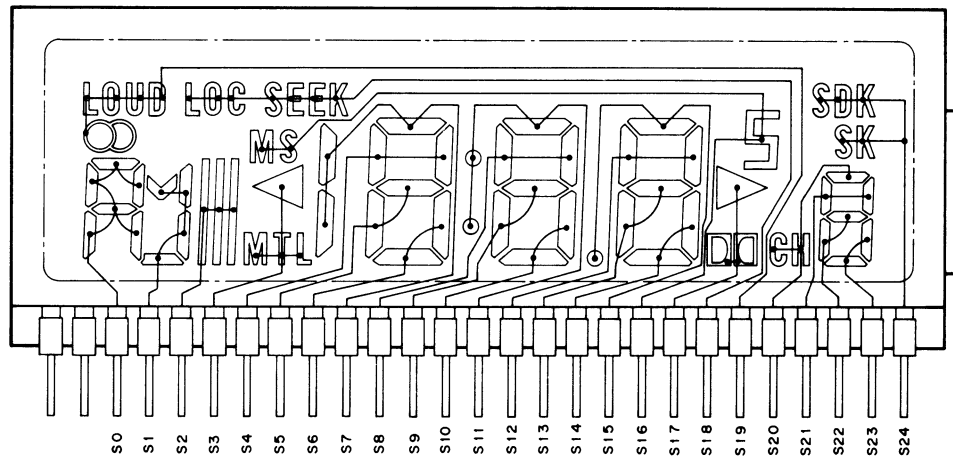 LOUD LOC SEEK SDK
MS SK
MTL CH
S0 S1 S2 S3 S4 S5 S6 S7 S8 S9 S10 S11 S12 S13 S14 S15 S16 S17 S18 S19 S20 S21 S22 S23 S24